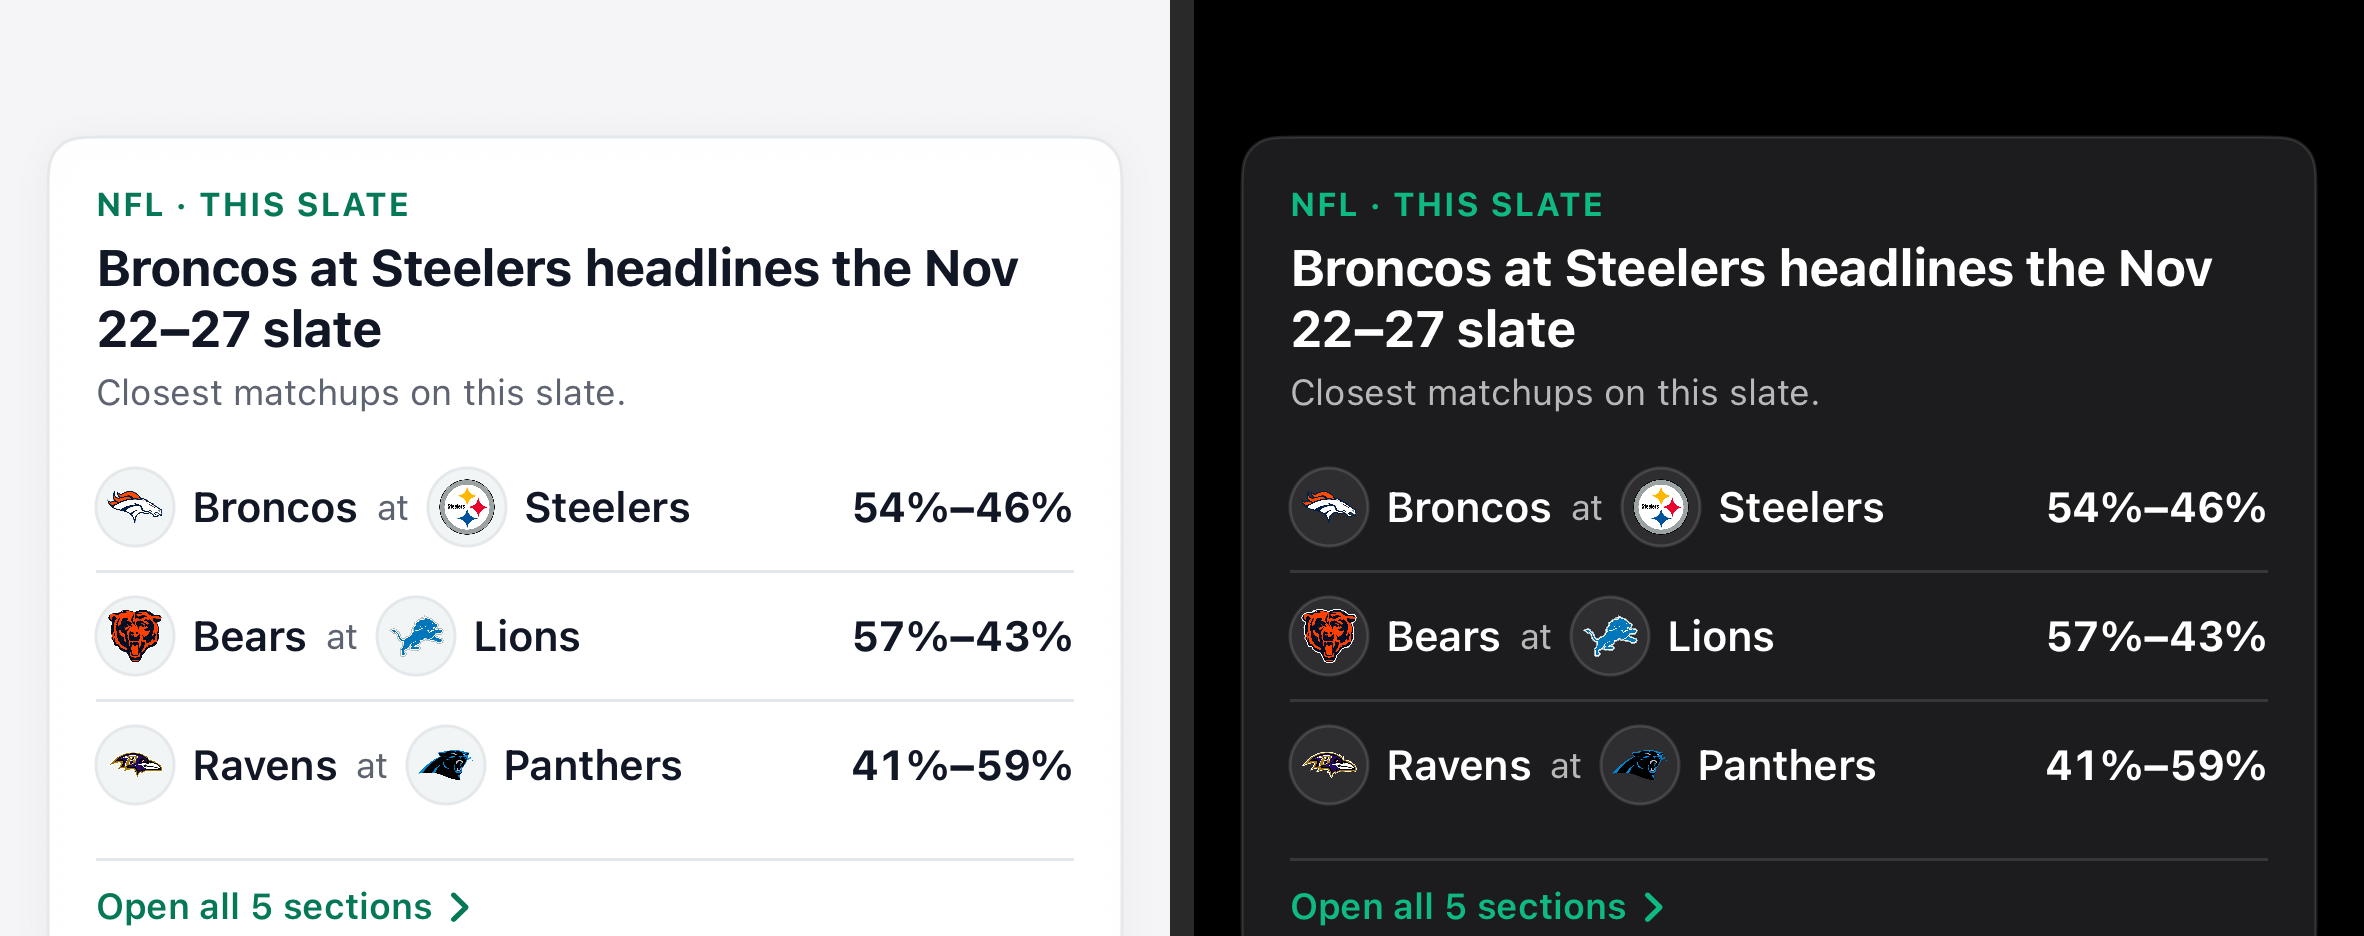 NFL · THIS SLATE
Broncos at Steelers headlines the Nov
22–27 slate
Closest matchups on this slate.
Broncos at Steelers 54%–46%
Bears at Lions 57%–43%
Ravens at Panthers 41%–59%
Open all 5 sections
NFL · THIS SLATE
Broncos at Steelers headlines the Nov
22–27 slate
Closest matchups on this slate.
Broncos at Steelers 54%–46%
Bears at Lions 57%–43%
Ravens at Panthers 41%–59%
Open all 5 sections